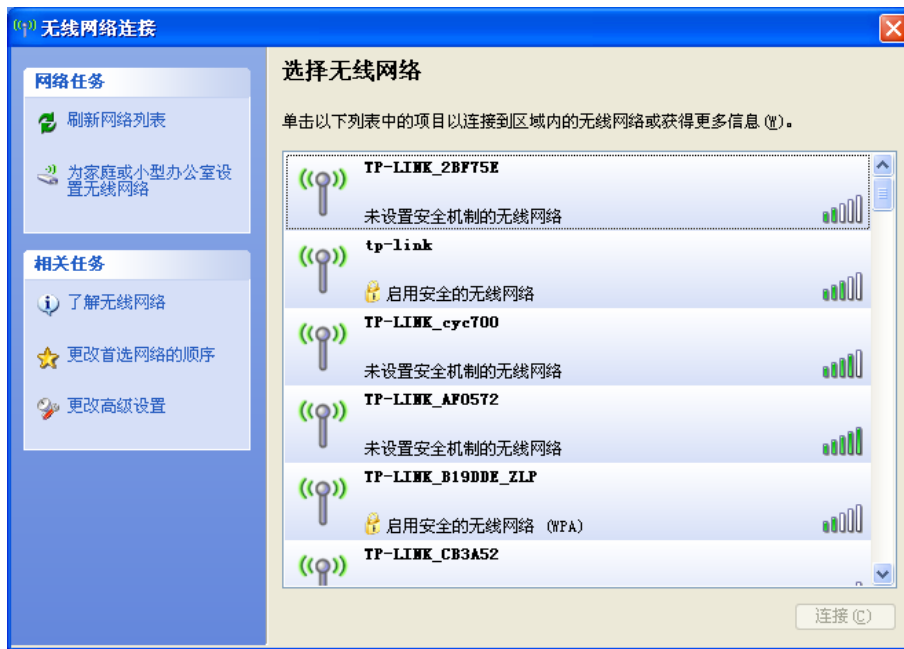 无线网络连接
网络任务
刷新网络列表
为家庭或小型办公室设
置无线网络
相关任务
了解无线网络
更改首选网络的顺序
更改高级设置
选择无线网络
单击以下列表中的项目以连接到区域内的无线网络或获得更多信息(W)。
TP-LINK_2BF75E
未设置安全机制的无线网络
tp-link
启用安全的无线网络
TP-LINK_cyc700
未设置安全机制的无线网络
TP-LINK_AF0572
未设置安全机制的无线网络
TP-LINK_B19DDE_ZLP
启用安全的无线网络 (WPA)
TP-LINK_CB3A52
连接(C)